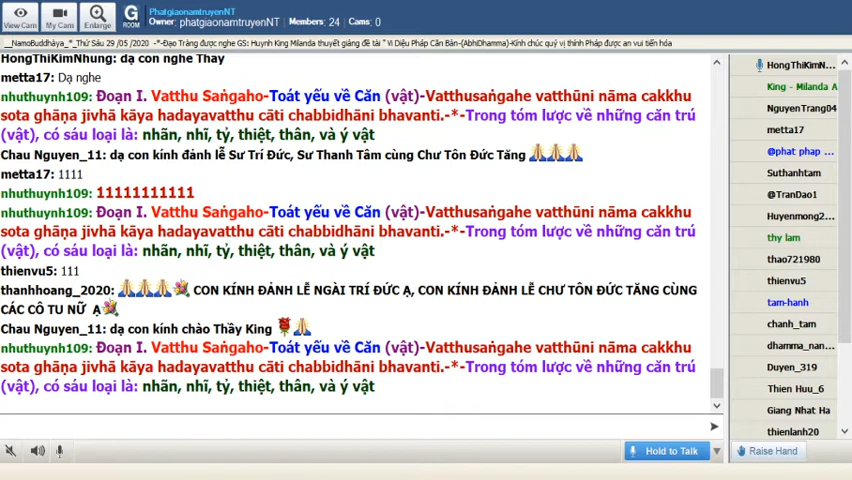 View Cam
My Cam
Enlarge
G
ROOM
PhatgiaonamtruyenNT
Owner: phatgiaonamtruyenNT Members: 24 Cams: 0
__NamoBuddhāya_*_Thứ Sáu 29 /05 /2020 -*-Đạo Tràng được nghe GS: Huynh King Milanda thuyết giảng đề tài " Vi Diệu Pháp Căn Bản-(AbhiDhamma)-Kính chúc quý vị thính Pháp được an vui tiến hóa
HongThiKimNhung: dạ con nghe Thầy
metta17: Dạ nghe
nhuthuynh109: Đoạn I. Vatthu Saṅgaho-Toát yếu về Căn (vật)-Vatthusaṅgahe vatthūni nāma cakkhu
sota ghāṇa jivhā kāya hadayavatthu cāti chabbidhāni bhavanti.-*-Trong tóm lược về những căn trú
(vật), có sáu loại là: nhãn, nhĩ, tỷ, thiệt, thân, và ý vật
Chau Nguyen_11: dạ con kính đảnh lễ Sư Trí Đức, Sư Thanh Tâm cùng Chư Tôn Đức Tăng
metta17: 1111
nhuthuynh109: 11111111111
nhuthuynh109: Đoạn I. Vatthu Saṅgaho-Toát yếu về Căn (vật)-Vatthusaṅgahe vatthūni nāma cakkhu
sota ghāṇa jivhā kāya hadayavatthu cāti chabbidhāni bhavanti.-*-Trong tóm lược về những căn trú
(vật), có sáu loại là: nhãn, nhĩ, tỷ, thiệt, thân, và ý vật
thienvu5: 111
thanhhoang_2020: CON KÍNH ĐẢNH LỄ NGÀI TRÍ ĐỨC Ạ, CON KÍNH ĐẢNH LỄ CHƯ TÔN ĐỨC TĂNG CÙNG
CÁC CÔ TU NỮ Ạ
Chau Nguyen_11: dạ con kính chào Thầy King
nhuthuynh109: Đoạn I. Vatthu Saṅgaho-Toát yếu về Căn (vật)-Vatthusaṅgahe vatthūni nāma cakkhu
sota ghāṇa jivhā kāya hadayavatthu cāti chabbidhāni bhavanti.-*-Trong tóm lược về những căn trú
(vật), có sáu loại là: nhãn, nhĩ, tỷ, thiệt, thân, và ý vật
Hold to Talk
HongThiKimN...
King - Milanda A
NguyenTrang04
metta17
@phat phap ...
Suthanhtam
@TranDao1
Huyenmong2...
thy lam
thao721980
thienvu5
tam-hanh
chanh_tam
dhamma_nan...
Duyen_319
Thien Huu_6
Giang Nhat Ha
thienlanh20
Raise Hand